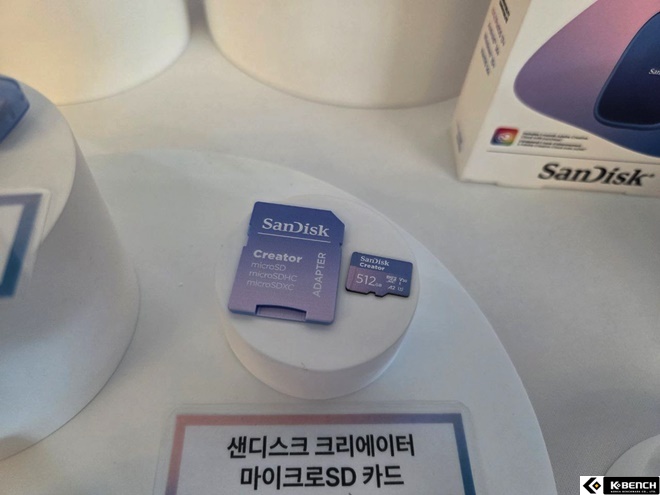 SanDisk
SanDisk
Creator
microSD
microSDHC
microSDXC
ADAPTER
SanDisk
Creator
512GB
샌디스크 크리에이터
마이크로SD 카드
K-BENCH